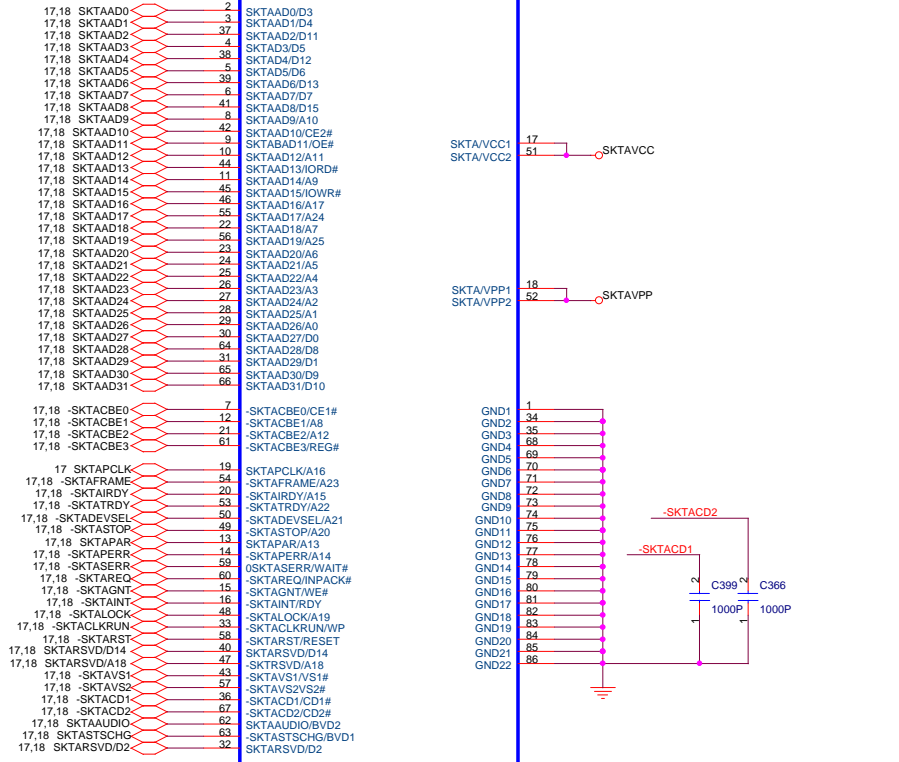 17,18 SKTAAD0 2 SKTAAD0/D3
17,18 SKTAAD1 3 SKTAAD1/D4
17,18 SKTAAD2 37 SKTAAD2/D11
17,18 SKTAAD3 4 SKTAD3/D5
17,18 SKTAAD4 38 SKTAD4/D12
17,18 SKTAAD5 5 SKTAD5/D6
17,18 SKTAAD6 39 SKTAAD6/D13
17,18 SKTAAD7 6 SKTAAD7/D7
17,18 SKTAAD8 41 SKTAAD8/D15
17,18 SKTAAD9 8 SKTAAD9/A10
17,18 SKTAAD10 42 SKTAAD10/CE2#
17,18 SKTAAD11 9 SKTABAD11/OE#
17,18 SKTAAD12 10 SKTAAD12/A11
17,18 SKTAAD13 44 SKTAAD13/IORD#
17,18 SKTAAD14 11 SKTAAD14/A9
17,18 SKTAAD15 45 SKTAAD15/IOWR#
17,18 SKTAAD16 46 SKTAAD16/A17
17,18 SKTAAD17 55 SKTAAD17/A24
17,18 SKTAAD18 22 SKTAAD18/A7
17,18 SKTAAD19 56 SKTAAD19/A25
17,18 SKTAAD20 23 SKTAAD20/A6
17,18 SKTAAD21 24 SKTAAD21/A5
17,18 SKTAAD22 25 SKTAAD22/A4
17,18 SKTAAD23 26 SKTAAD23/A3
17,18 SKTAAD24 27 SKTAAD24/A2
17,18 SKTAAD25 28 SKTAAD25/A1
17,18 SKTAAD26 29 SKTAAD26/A0
17,18 SKTAAD27 30 SKTAAD27/D0
17,18 SKTAAD28 64 SKTAAD28/D8
17,18 SKTAAD29 31 SKTAAD29/D1
17,18 SKTAAD30 65 SKTAAD30/D9
17,18 SKTAAD31 66 SKTAAD31/D10
17,18 -SKTACBE0 7 -SKTACBE0/CE1#
17,18 -SKTACBE1 12 -SKTACBE1/A8
17,18 -SKTACBE2 21 -SKTACBE2/A12
17,18 -SKTACBE3 61 -SKTACBE3/REG#
17 SKTAPCLK 19 SKTAPCLK/A16
17,18 -SKTAFRAME 54 -SKTAFRAME/A23
17,18 -SKTAIRDY 20 -SKTAIRDY/A15
17,18 -SKTATRDY 53 -SKTATRDY/A22
17,18 -SKTADEVSEL 50 -SKTADEVSEL/A21
17,18 -SKTASTOP 49 -SKTASTOP/A20
17,18 SKTAPAR 13 SKTAPAR/A13
17,18 -SKTAPERR 14 -SKTAPERR/A14
17,18 -SKTASERR 59 0SKTASERR/WAIT#
17,18 -SKTAREQ 60 -SKTAREQ/INPACK#
17,18 -SKTAGNT 15 -SKTAGNT/WE#
17,18 -SKTAINT 16 -SKTAINT/RDY
17,18 -SKTALOCK 48 -SKTALOCK/A19
17,18 -SKTACLKRUN 33 -SKTACLKRUN/WP
17,18 -SKTARST 58 -SKTARST/RESET
17,18 SKTARSVD/D14 40 SKTARSVD/D14
17,18 SKTARSVD/A18 47 -SKTRSVD/A18
17,18 -SKTAVS1 43 -SKTAVS1/VS1#
17,18 -SKTAVS2 57 -SKTAVS2VS2#
17,18 -SKTACD1 36 -SKTACD1/CD1#
17,18 -SKTACD2 67 -SKTACD2/CD2#
17,18 SKTAAUDIO 62 SKTAAUDIO/BVD2
17,18 SKTASTSCHG 63 -SKTASTSCHG/BVD1
17,18 SKTARSVD/D2 32 SKTARSVD/D2
SKTA/VCC1 17
SKTA/VCC2 51 SKTAVCC
SKTA/VPP1 18
SKTA/VPP2 52 SKTAVPP
GND1 1
GND2 34
GND3 35
GND4 68
GND5 69
GND6 70
GND7 71
GND8 72
GND9 73
GND10 74
GND11 75
GND12 76
GND13 77
GND14 78
GND15 79
GND16 80
GND17 81
GND18 82
GND19 83
GND20 84
GND21 85
GND22 86
-SKTACD2
-SKTACD1
2 C399 2 C366
1000P 1000P
1 1